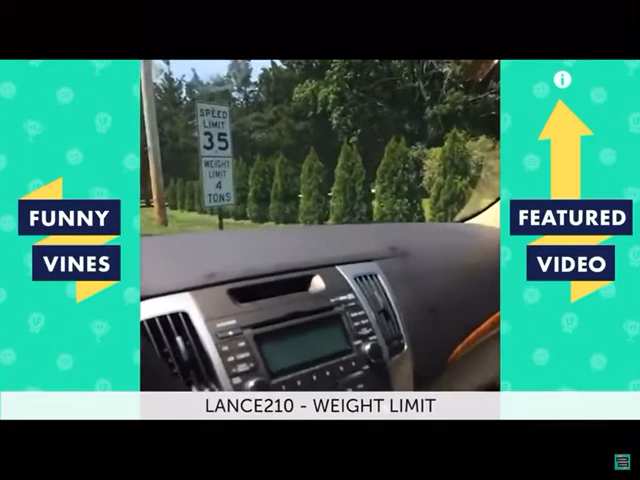 SPEED
LIMIT
35
WEIGHT
LIMIT
4
TONS
FUNNY
VINES
FEATURED
VIDEO
LANCE210 - WEIGHT LIMIT